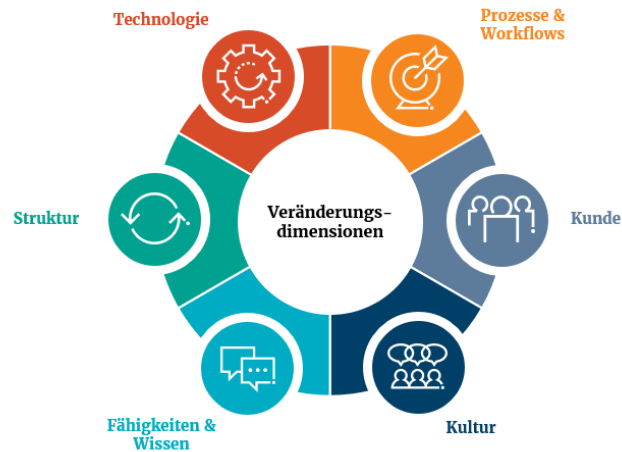 Technologie
Prozesse &
Workflows
Struktur
Veränderungs-
dimensionen
Kunde
Fähigkeiten &
Wissen
Kultur